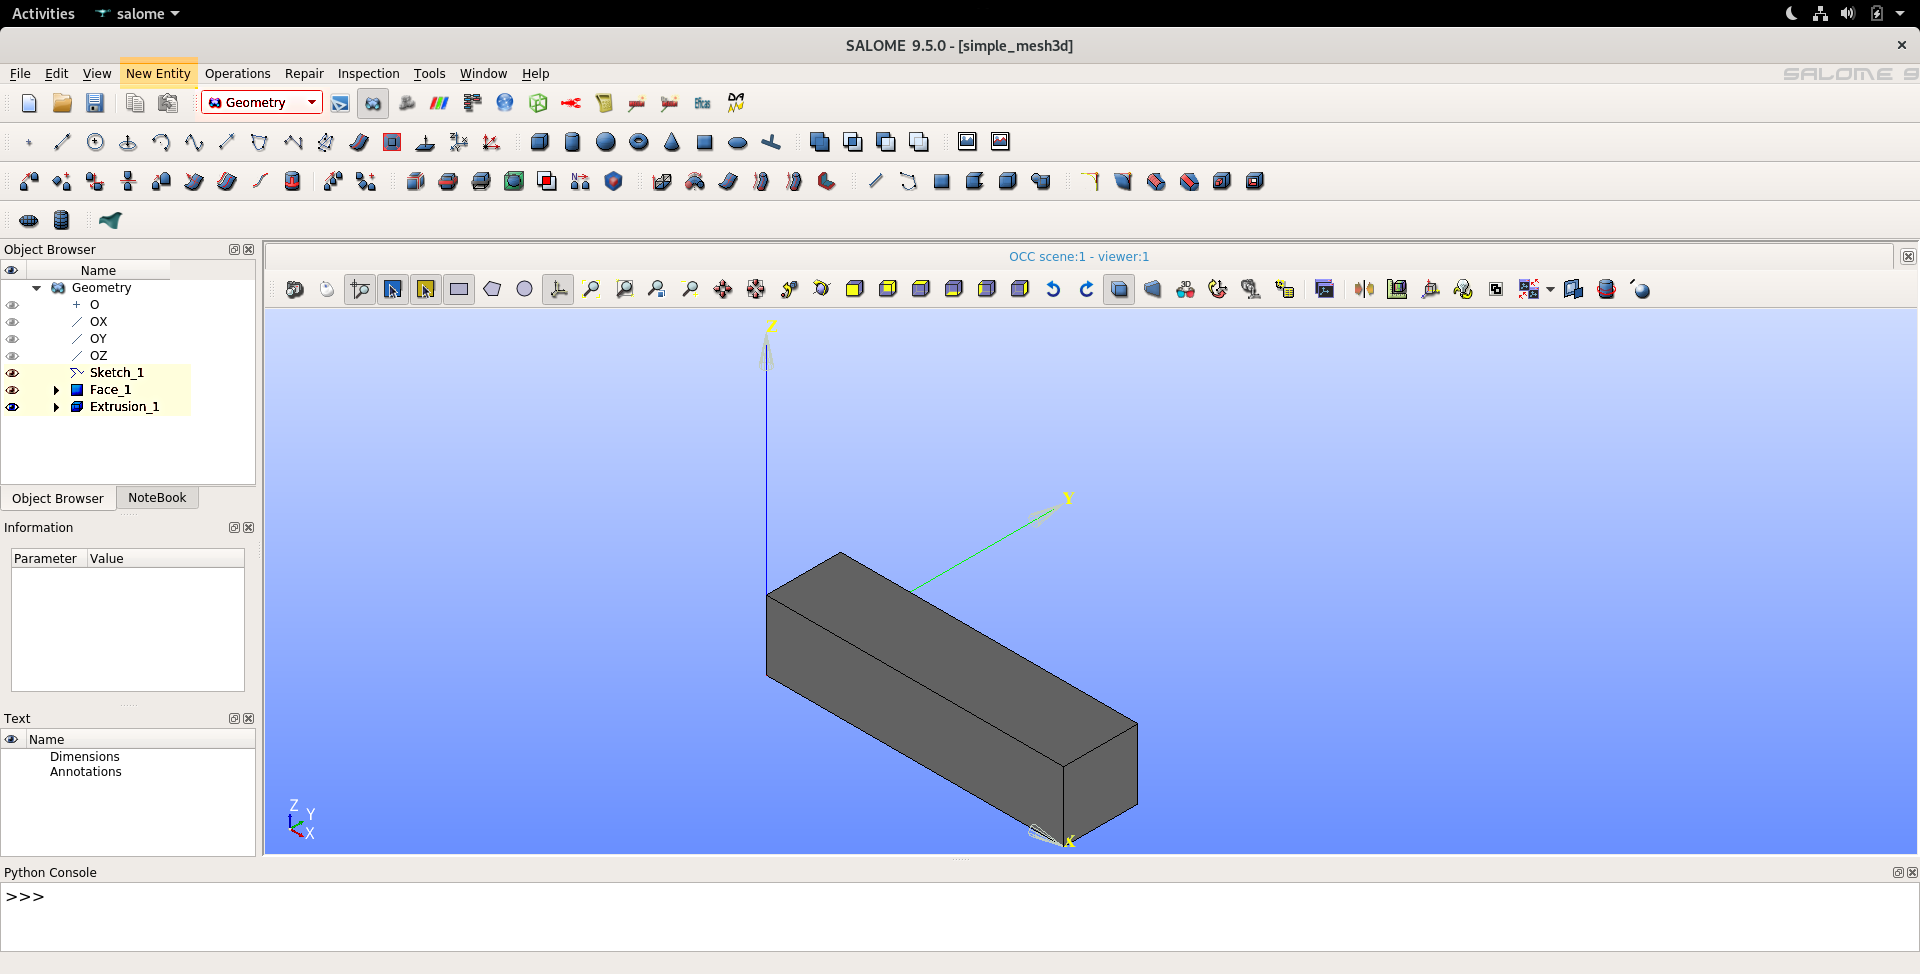 Activities salome
SALOME 9.5.0 - [simple_mesh3d]
File Edit View New Entity Operations Repair Inspection Tools Window Help
SALOME 9
Geometry
Object Browser
OCC scene:1 - viewer:1
Name
Geometry
O
OX
OY
OZ
Sketch_1
Face_1
Extrusion_1
Z
Y
X
Object Browser NoteBook
Information
Parameter Value
Text
Name
Dimensions
Annotations
Z
Y
X
Python Console
>>>